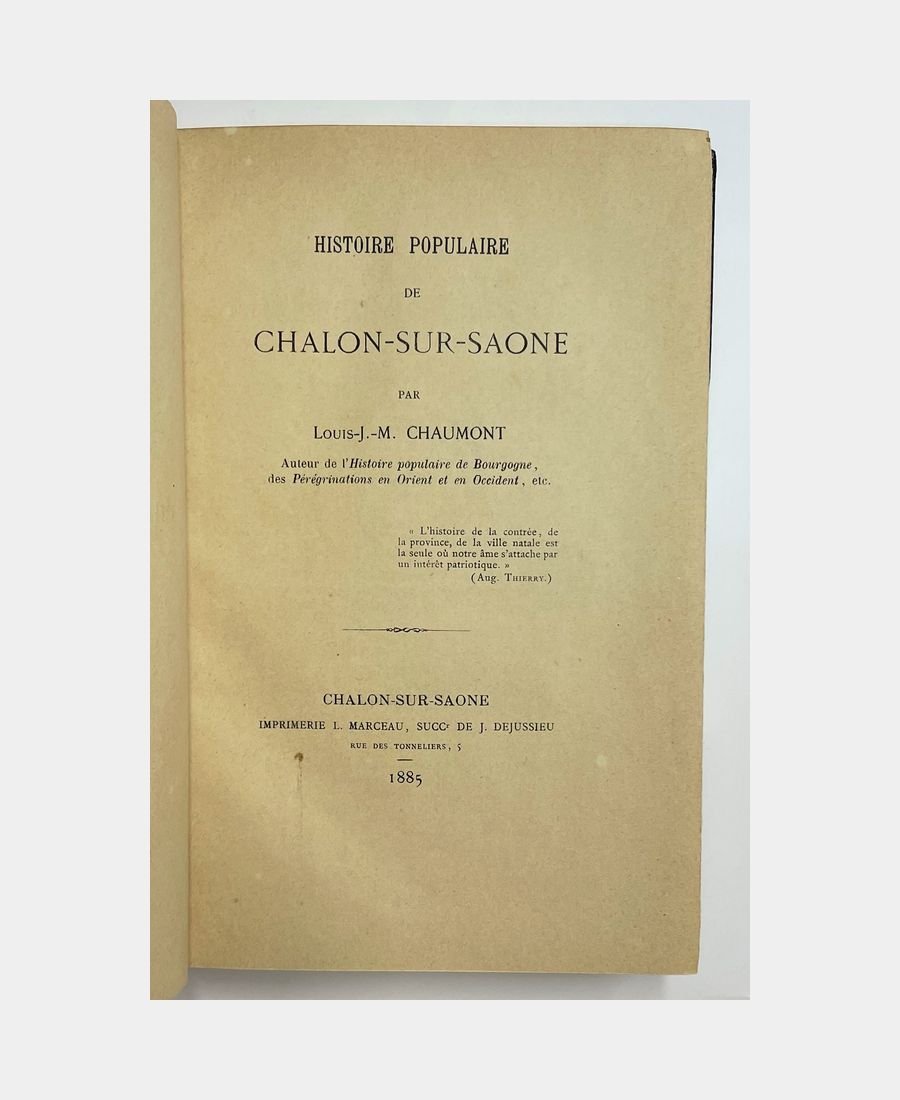 HISTOIRE POPULAIRE
DE
CHALON-SUR-SAONE
PAR
Louis-J.-M. CHAUMONT
Auteur de l'Histoire populaire de Bourgogne,
des Pérégrinations en Orient et en Occident, etc.
« L'histoire de la contrée, de
la province, de la ville natale est
la seule où notre âme s'attache par
un intérêt patriotique. »
(Aug. THIERRY.)
CHALON-SUR-SAONE
IMPRIMERIE L. MARCEAU, SUCCr DE J. DEJUSSIEU
RUE DES TONNELIERS, 5
1885